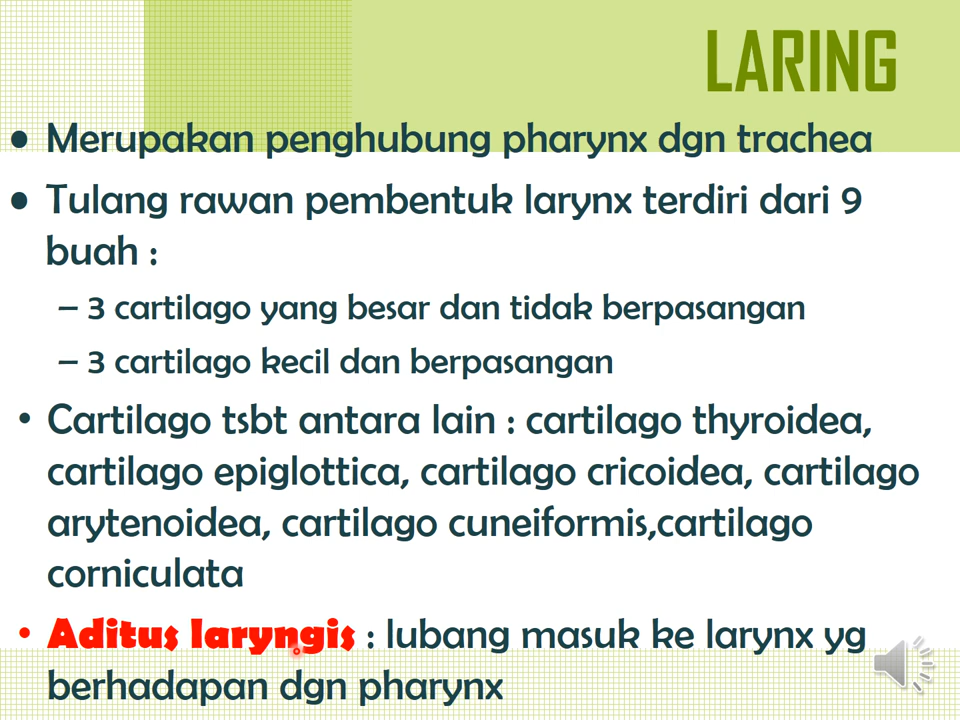 LARING
• Merupakan penghubung pharynx dgn trachea
• Tulang rawan pembentuk larynx terdiri dari 9
buah :
– 3 cartilago yang besar dan tidak berpasangan
– 3 cartilago kecil dan berpasangan
• Cartilago tsbt antara lain : cartilago thyroidea,
cartilago epiglottica, cartilago cricoidea, cartilago
arytenoidea, cartilago cuneiformis,cartilago
corniculata
• Aditus laryngis : lubang masuk ke larynx yg
berhadapan dgn pharynx